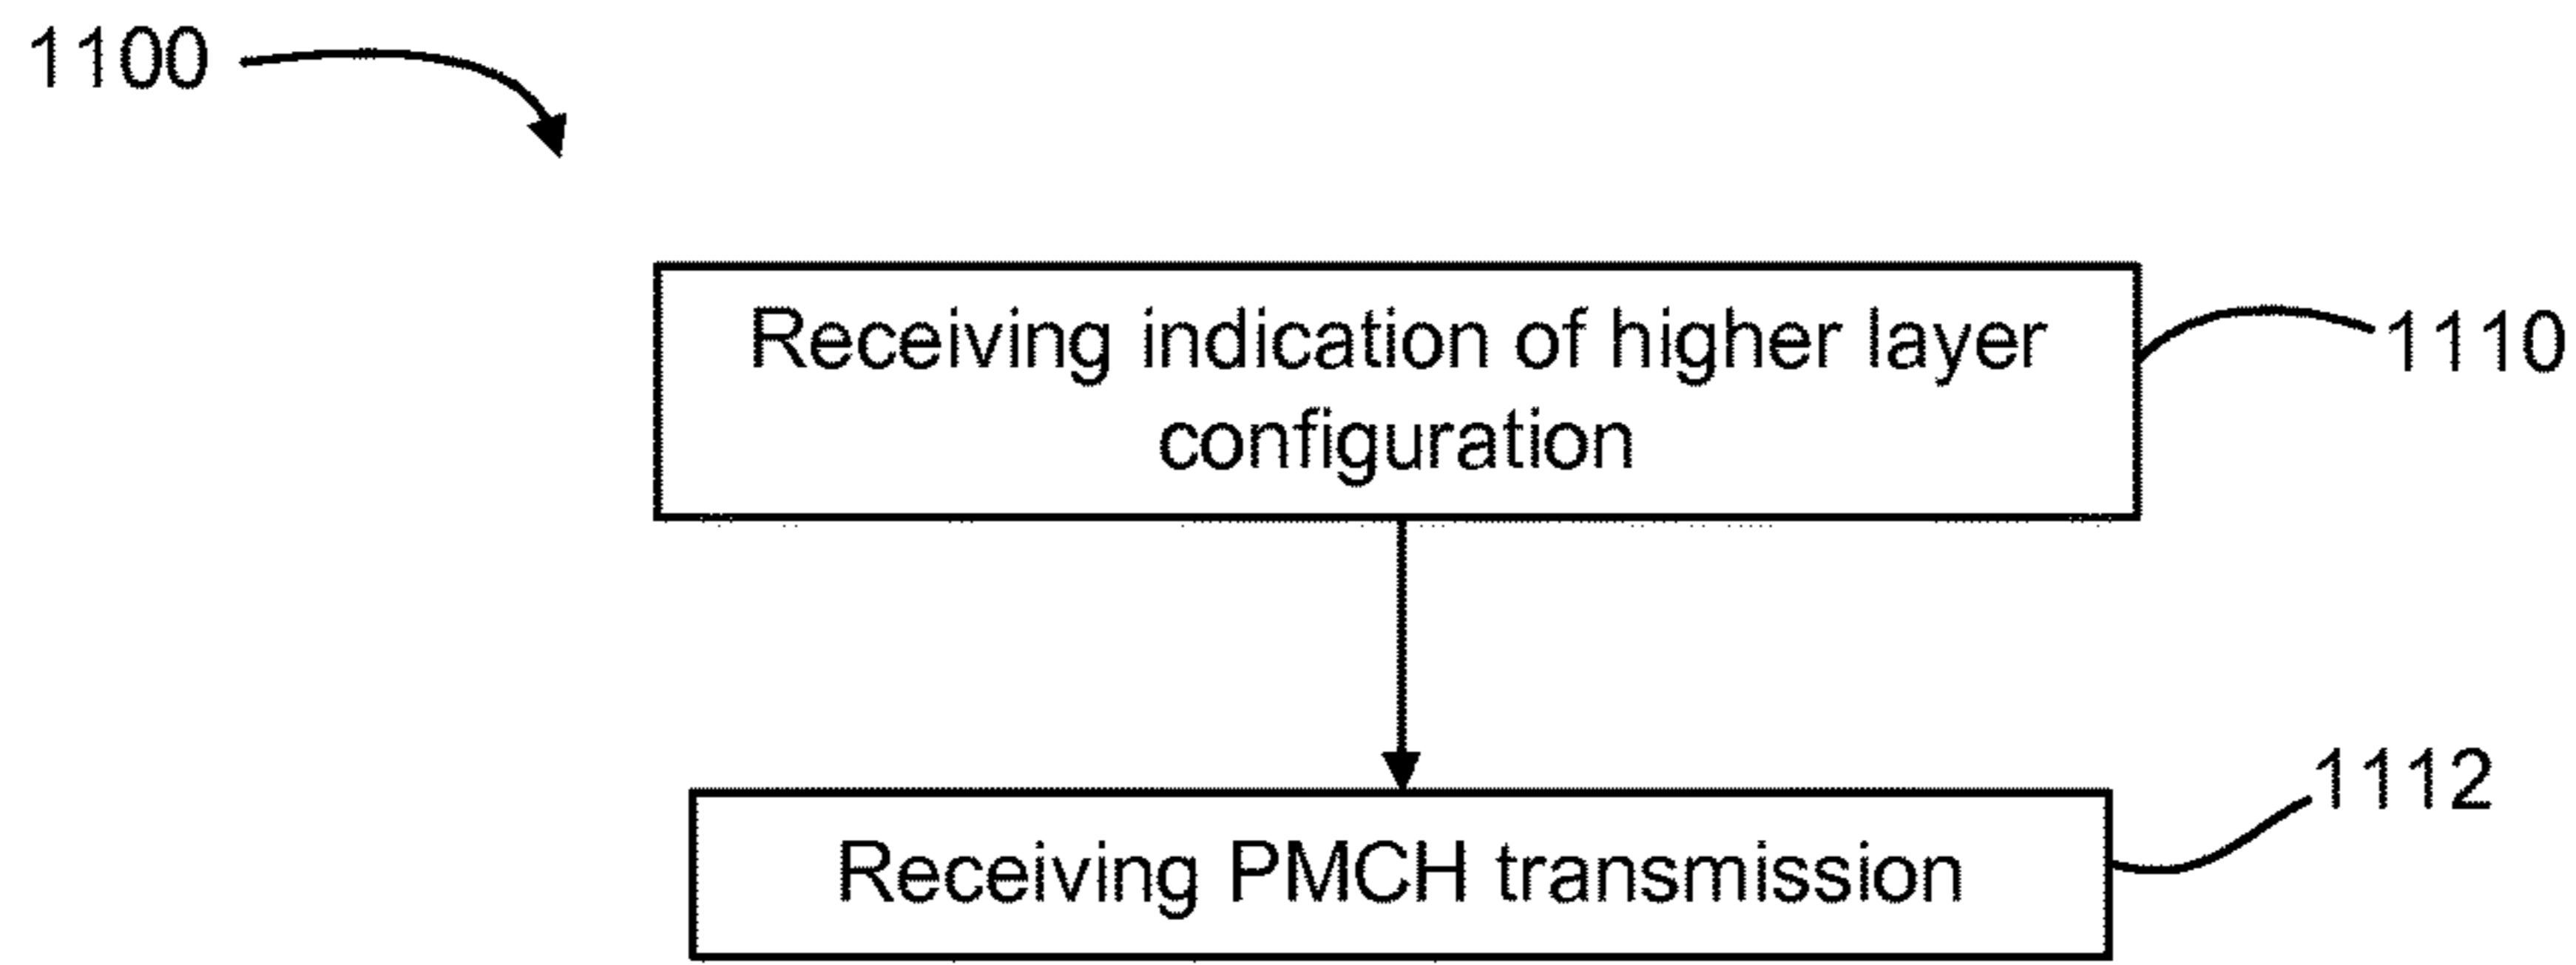 1100
Receiving indication of higher layer
configuration
1110
Receiving PMCH transmission
1112